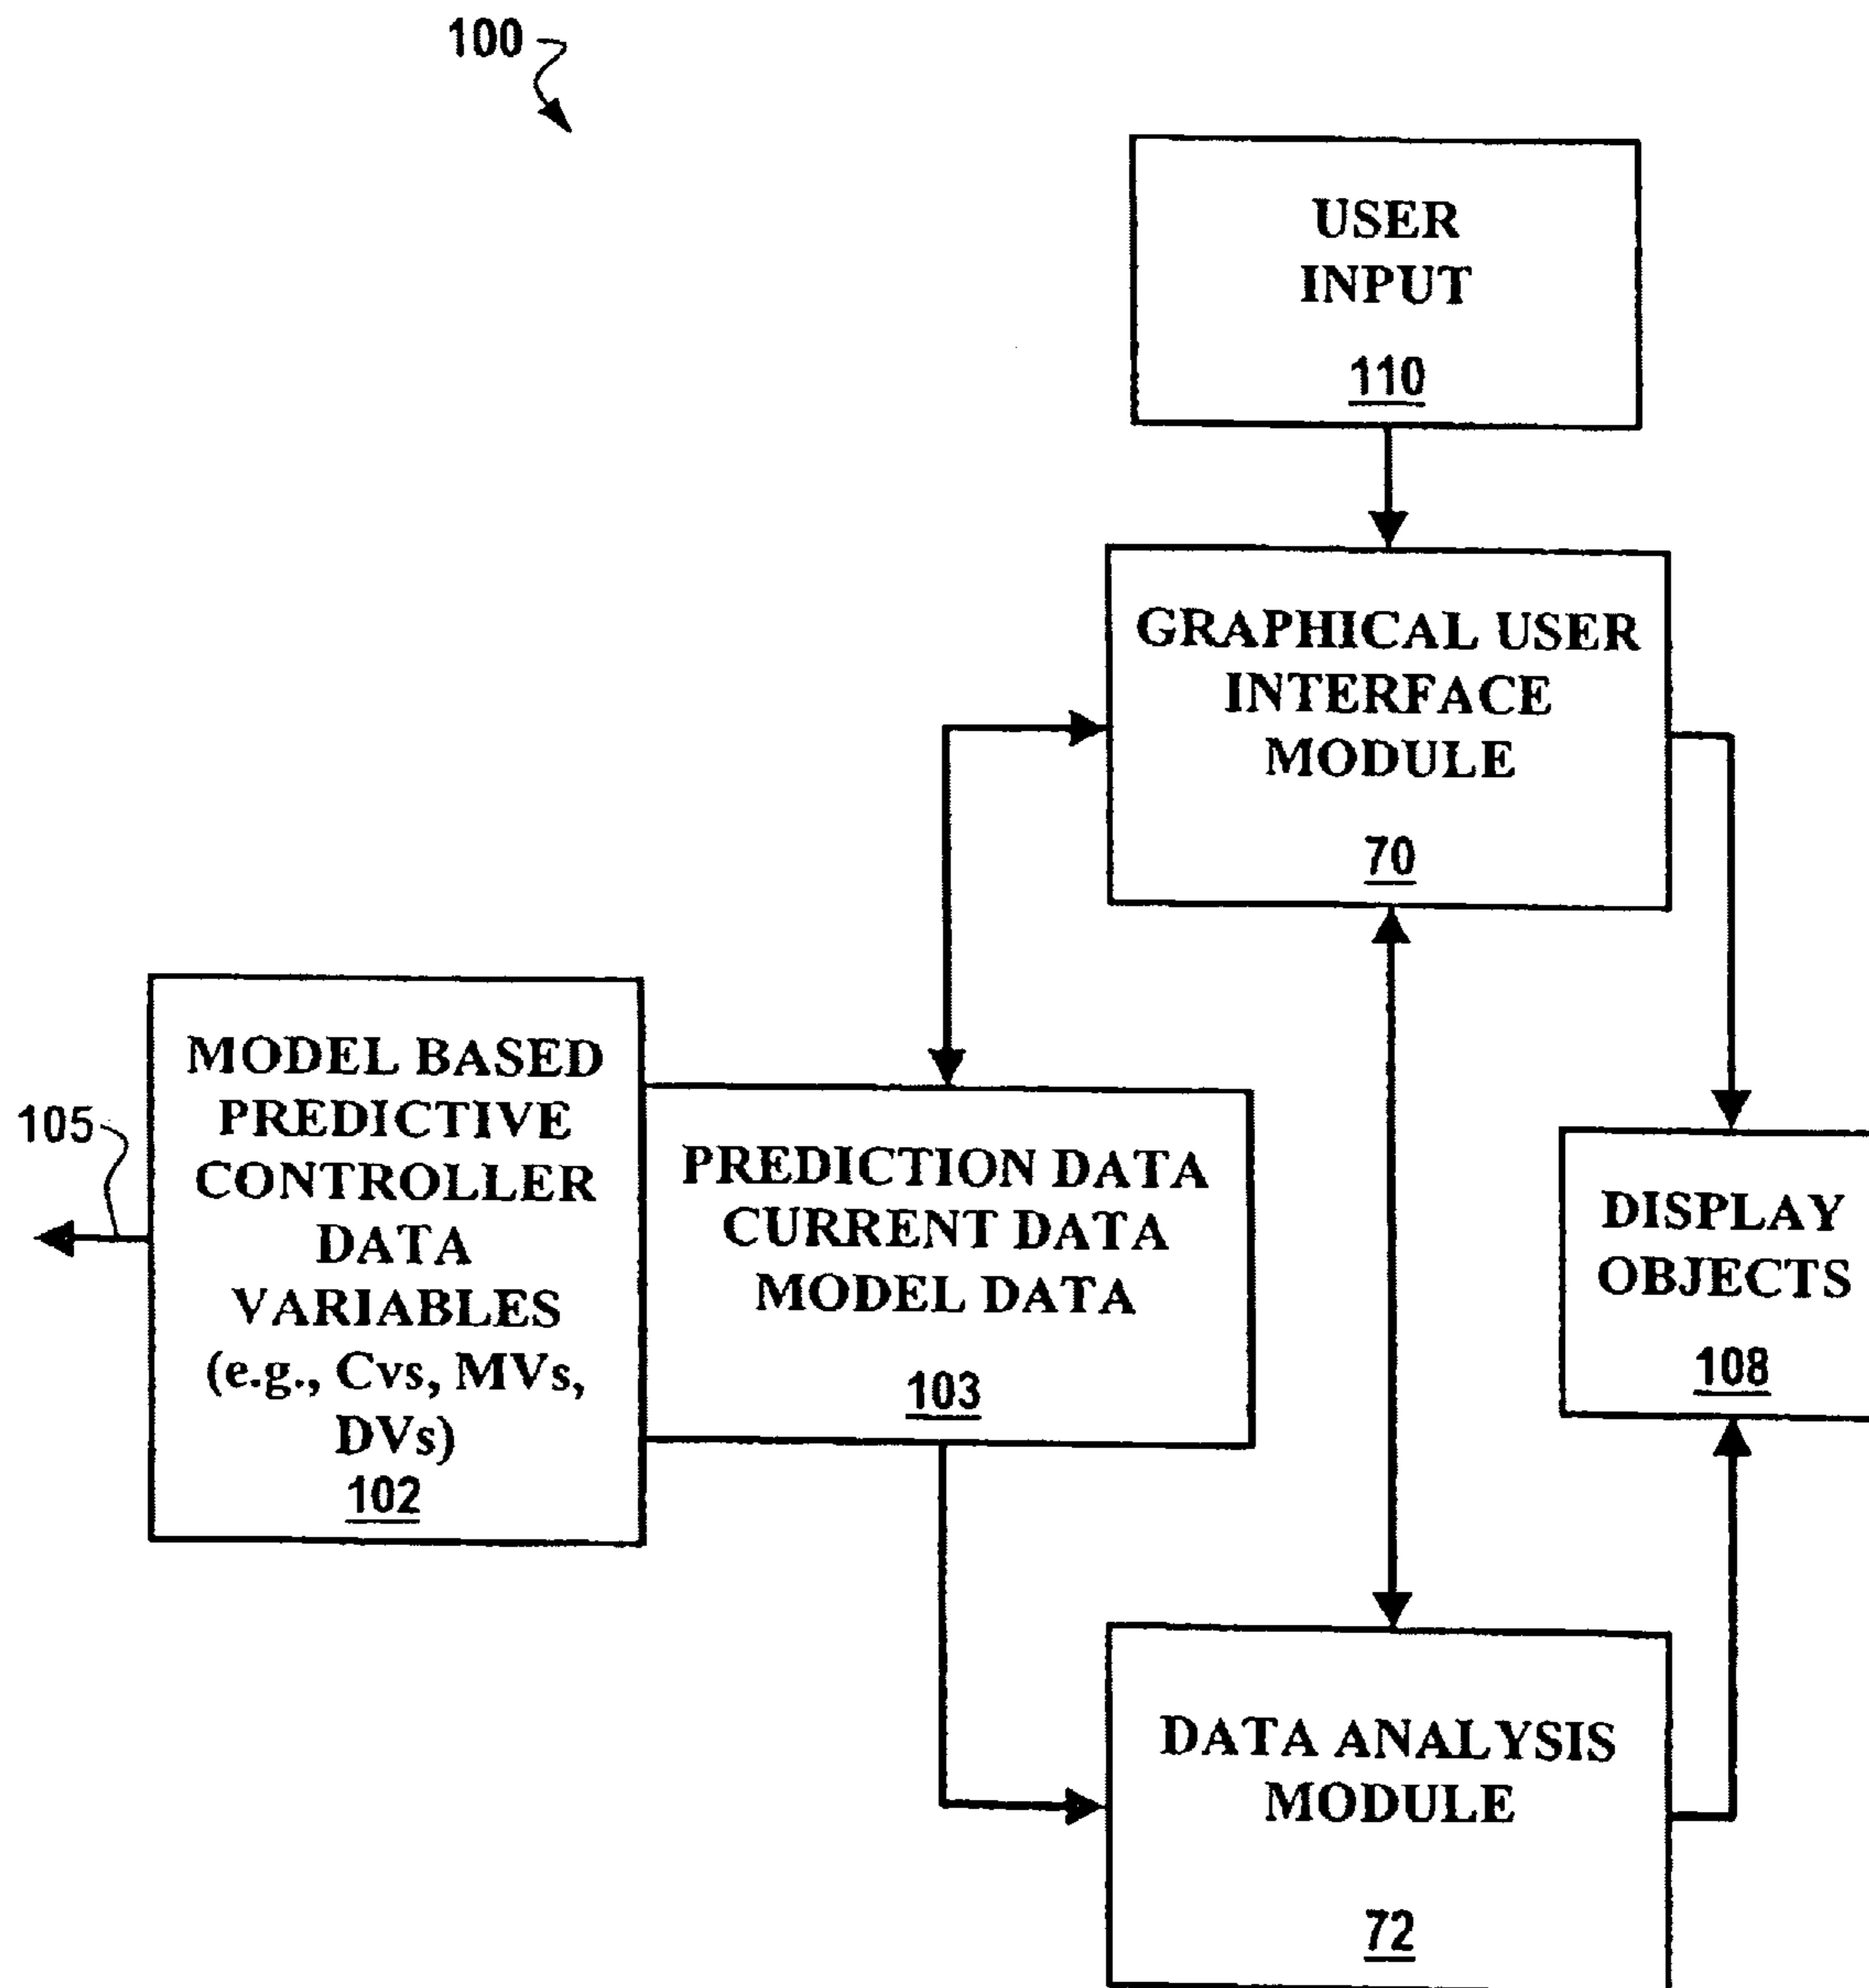 100
USER
INPUT
110
GRAPHICAL USER
INTERFACE
MODULE
70
MODEL BASED
PREDICTIVE
CONTROLLER
DATA
VARIABLES
(e.g., Cvs, MVs,
DVs)
102
105
PREDICTION DATA
CURRENT DATA
MODEL DATA
103
DISPLAY
OBJECTS
108
DATA ANALYSIS
MODULE
72